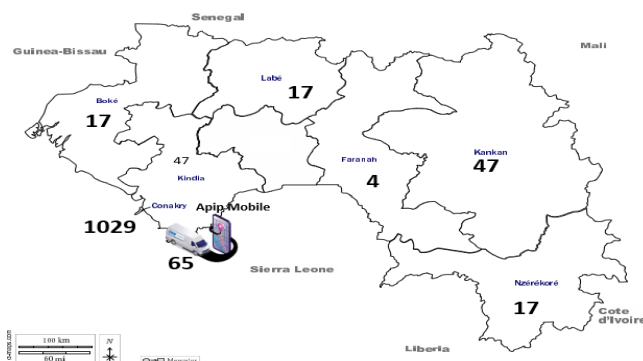 Senegal
Guinea-Bissau
Mali
Labé
17
Boké
17
47
Kindia
Faranah
4
Kankan
47
Conakry
Apip Mobile
1029
65
Sierra Leone
Nzérékoré
17
Cote
d'Ivoire
Liberia
100 km
60 mi
N